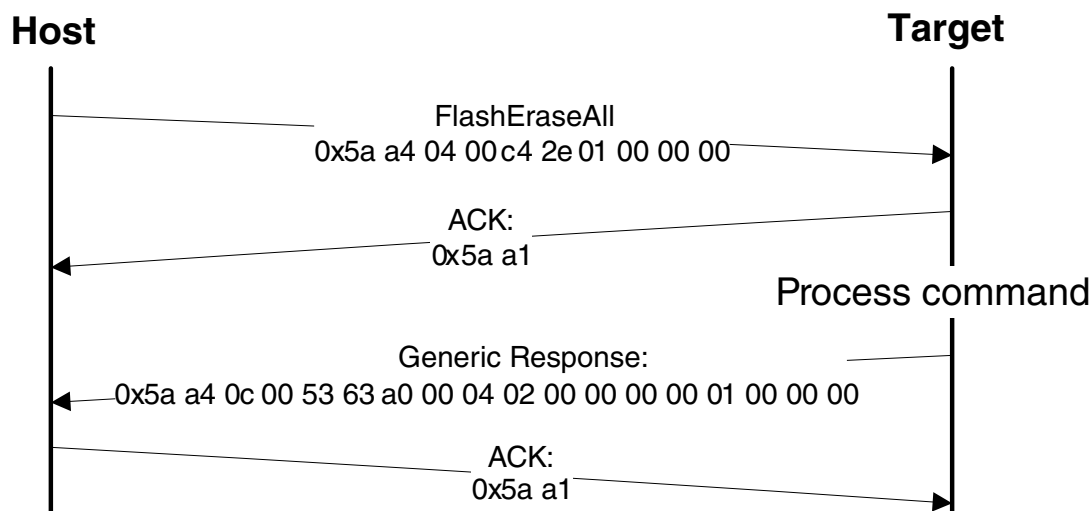 Host
Target
FlashEraseAll
0x5a a4 04 00 c4 2e 01 00 00 00
ACK:
0x5a a1
Process command
Generic Response:
0x5a a4 0c 00 53 63 a0 00 04 02 00 00 00 00 01 00 00 00
ACK:
0x5a a1